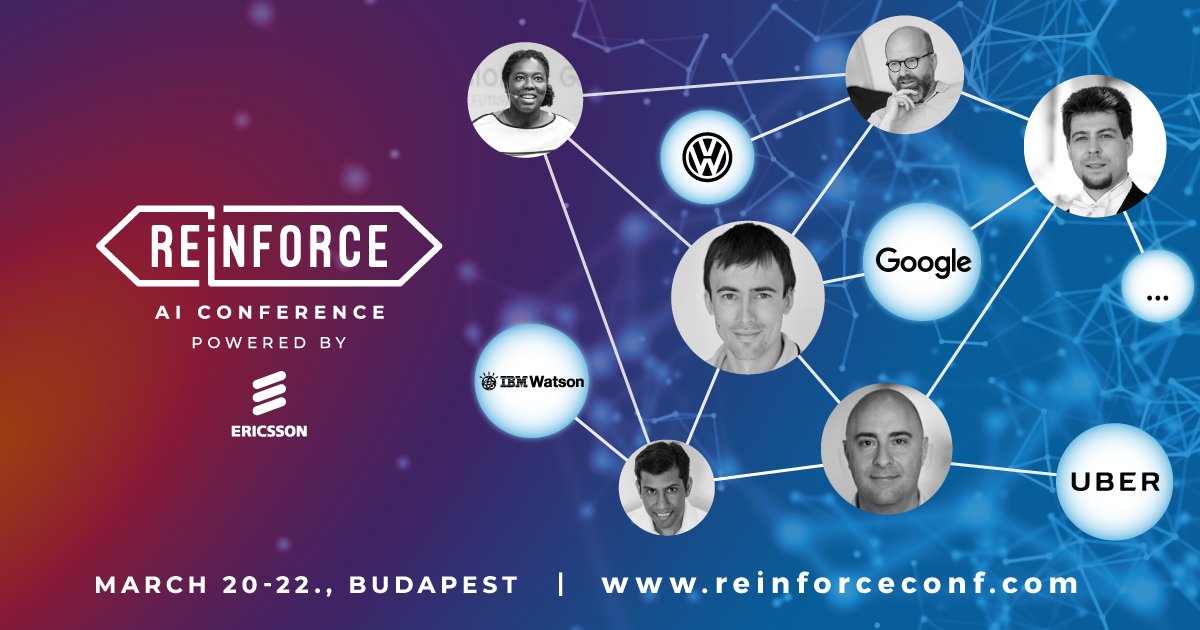 REiNFORCE
AI CONFERENCE
POWERED BY
ERICSSON
Google
...
IBM Watson
UBER
MARCH 20-22., BUDAPEST | www.reinforceconf.com